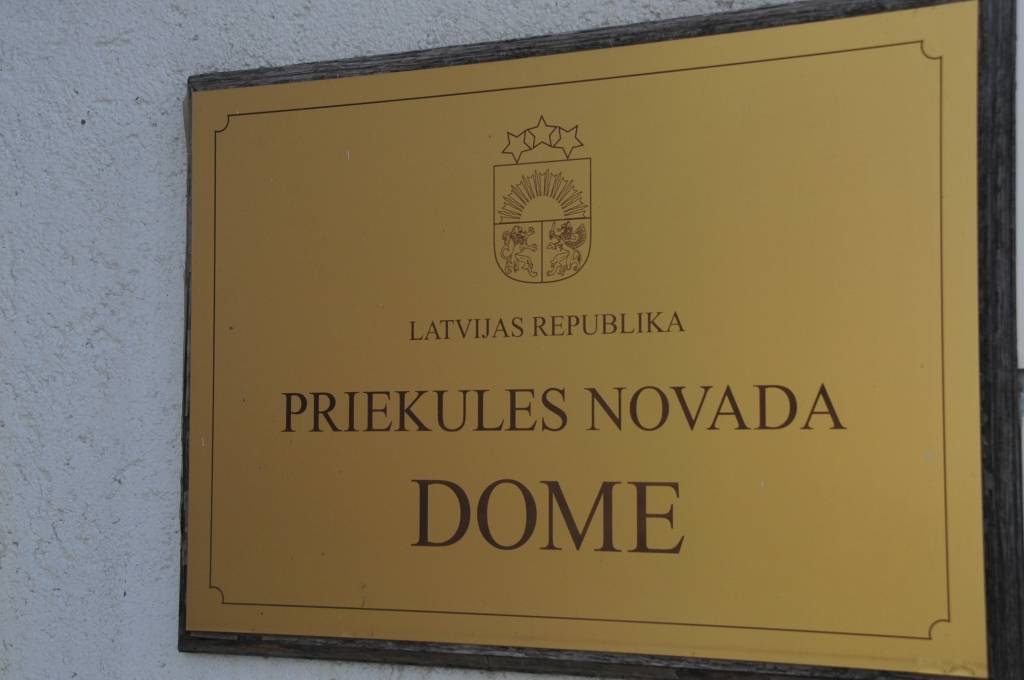 LATVIJAS REPUBLIKA
PRIEKULES NOVADA
DOME